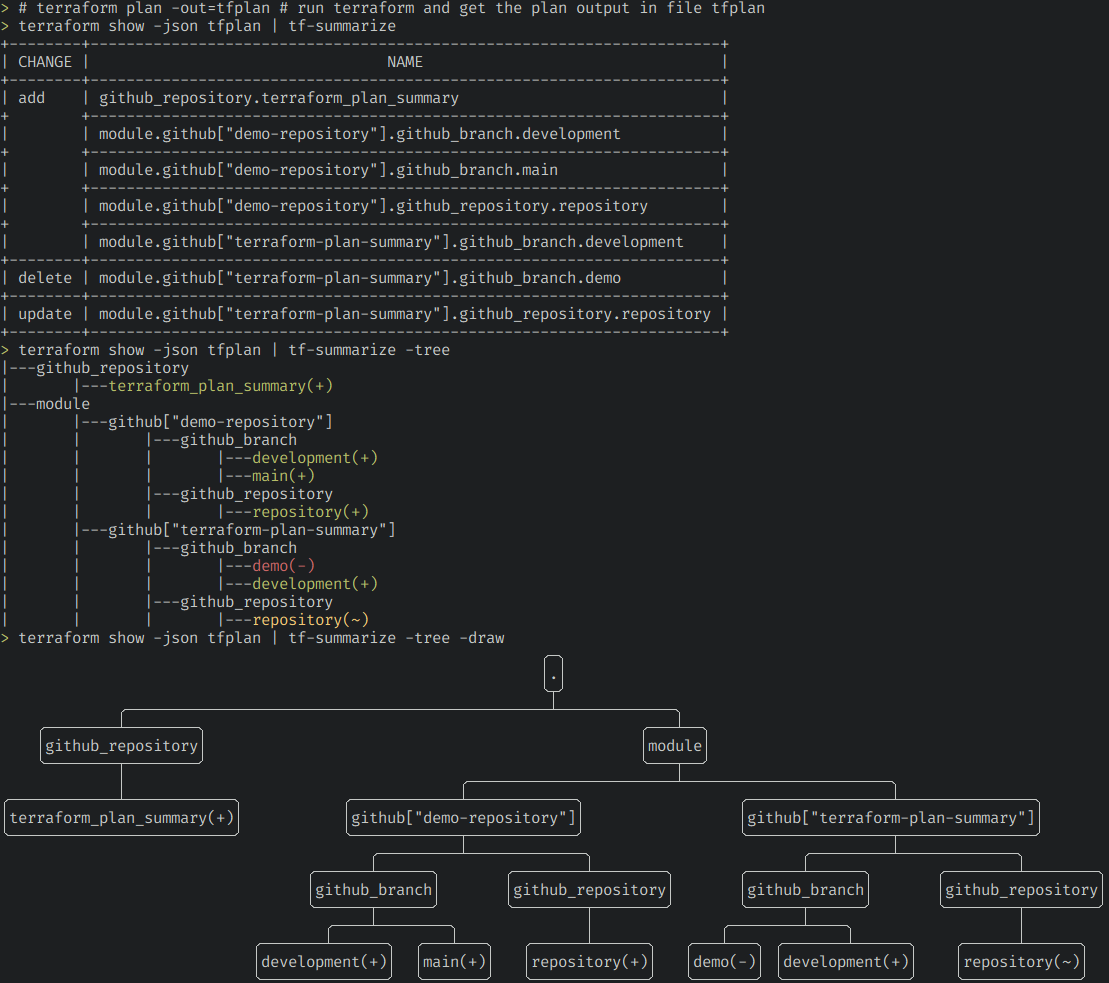 > # terraform plan -out=tfplan # run terraform and get the plan output in file tfplan
> terraform show -json tfplan | tf-summarize
+--------+----------------------------------------------------------------------+
| CHANGE | NAME |
+--------+----------------------------------------------------------------------+
| add | github_repository.terraform_plan_summary |
+ +----------------------------------------------------------------------+
| | module.github["demo-repository"].github_branch.development |
+ +----------------------------------------------------------------------+
| | module.github["demo-repository"].github_branch.main |
+ +----------------------------------------------------------------------+
| | module.github["demo-repository"].github_repository.repository |
+ +----------------------------------------------------------------------+
| | module.github["terraform-plan-summary"].github_branch.development |
+--------+----------------------------------------------------------------------+
| delete | module.github["terraform-plan-summary"].github_branch.demo |
+--------+----------------------------------------------------------------------+
| update | module.github["terraform-plan-summary"].github_repository.repository |
+--------+----------------------------------------------------------------------+
> terraform show -json tfplan | tf-summarize -tree
|---github_repository
| |---terraform_plan_summary(+)
|---module
| |---github["demo-repository"]
| | |---github_branch
| | | |---development(+)
| | | |---main(+)
| | |---github_repository
| | | |---repository(+)
| |---github["terraform-plan-summary"]
| | |---github_branch
| | | |---demo(-)
| | | |---development(+)
| | |---github_repository
| | | |---repository(~)
> terraform show -json tfplan | tf-summarize -tree -draw
.
github_repository module
terraform_plan_summary(+) github["demo-repository"] github["terraform-plan-summary"]
github_branch github_repository github_branch github_repository
development(+) main(+) repository(+) demo(-) development(+) repository(~)